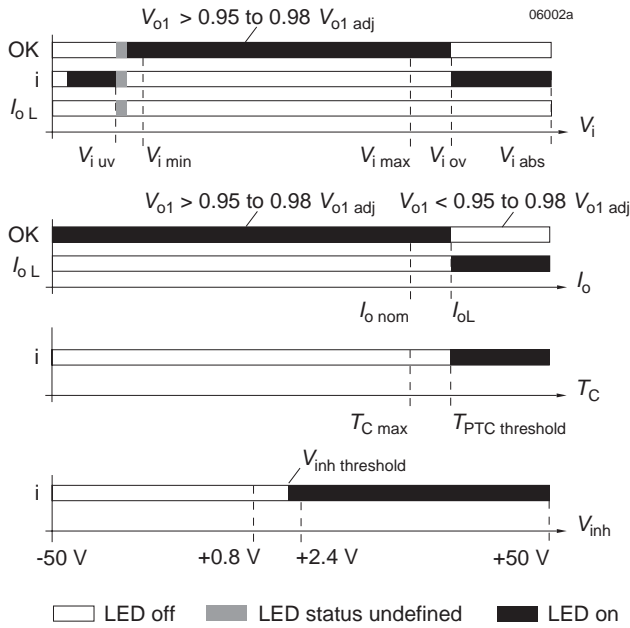 06002a
V_o1 > 0.95 to 0.98 V_o1 adj
OK
i
I_o L
V_i
V_i uv V_i min V_i max V_i ov V_i abs
V_o1 > 0.95 to 0.98 V_o1 adj V_o1 < 0.95 to 0.98 V_o1 adj
OK
I_o L
I_o
I_o nom I_oL
i
T_C
T_C max T_PTC threshold
V_inh threshold
i
V_inh
-50 V +0.8 V +2.4 V +50 V
LED off LED status undefined LED on